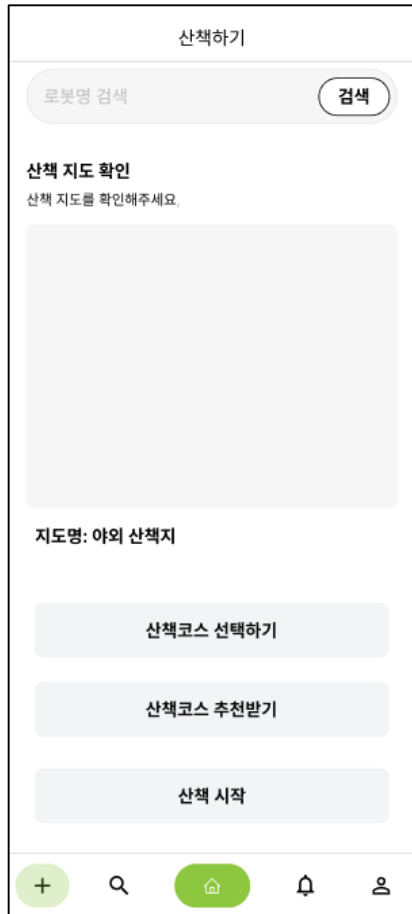 산책하기
로봇명 검색
검색
산책 지도 확인
산책 지도를 확인해주세요.
지도명: 야외 산책지
산책코스 선택하기
산책코스 추천받기
산책 시작